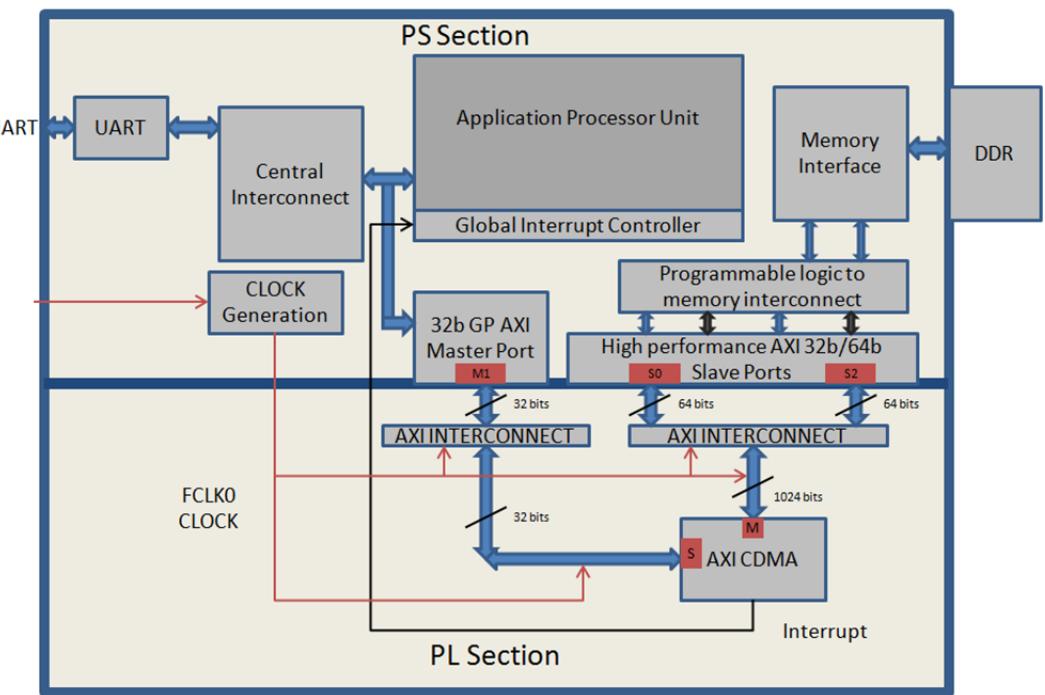 PS Section
ART
UART
Central
Interconnect
Application Processor Unit
Global Interrupt Controller
Memory
Interface
DDR
CLOCK
Generation
Programmable logic to
memory interconnect
32b GP AXI
Master Port
M1
High performance AXI 32b/64b
Slave Ports
S0
S2
32 bits
64 bits
64 bits
AXI INTERCONNECT
AXI INTERCONNECT
FCLK0
CLOCK
32 bits
1024 bits
M
S
AXI CDMA
Interrupt
PL Section